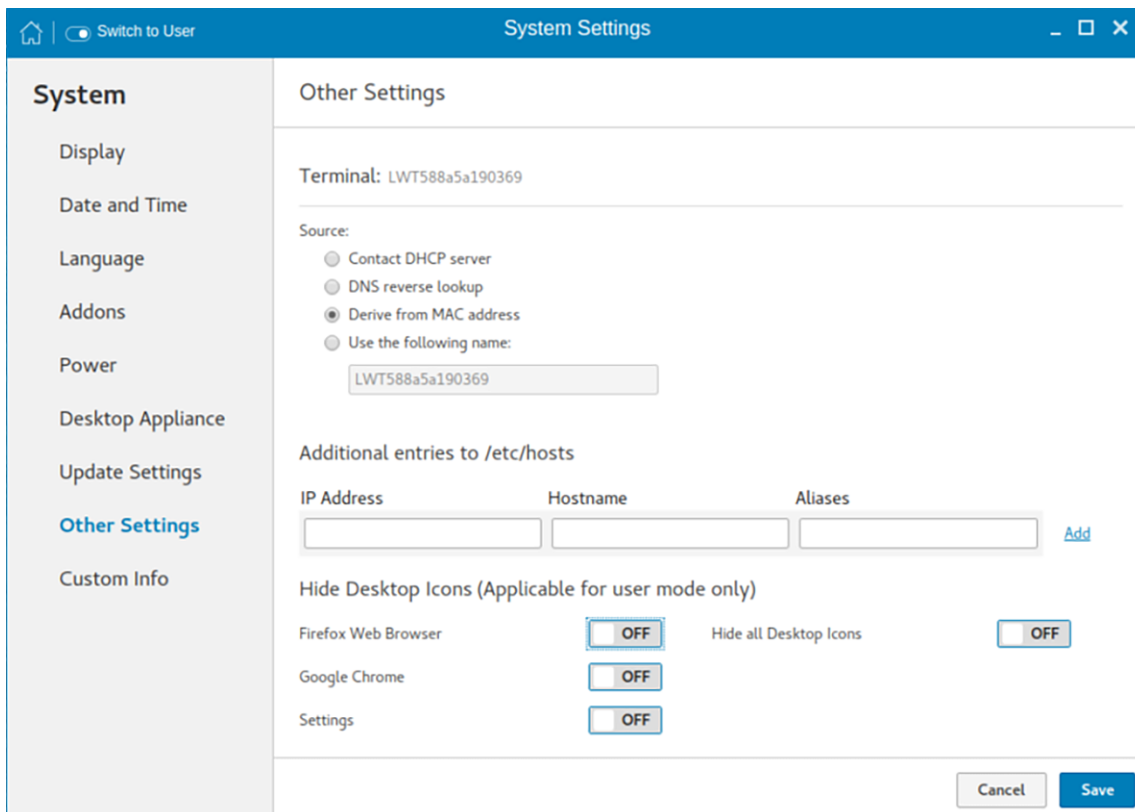 Switch to User
System Settings
System
Display
Date and Time
Language
Addons
Power
Desktop Appliance
Update Settings
Other Settings
Custom Info
Other Settings
Terminal: LWT588a5a190369
Source:
Contact DHCP server
DNS reverse lookup
Derive from MAC address
Use the following name:
LWT588a5a190369
Additional entries to /etc/hosts
IP Address Hostname Aliases
Add
Hide Desktop Icons (Applicable for user mode only)
Firefox Web Browser OFF Hide all Desktop Icons OFF
Google Chrome OFF
Settings OFF
Cancel Save